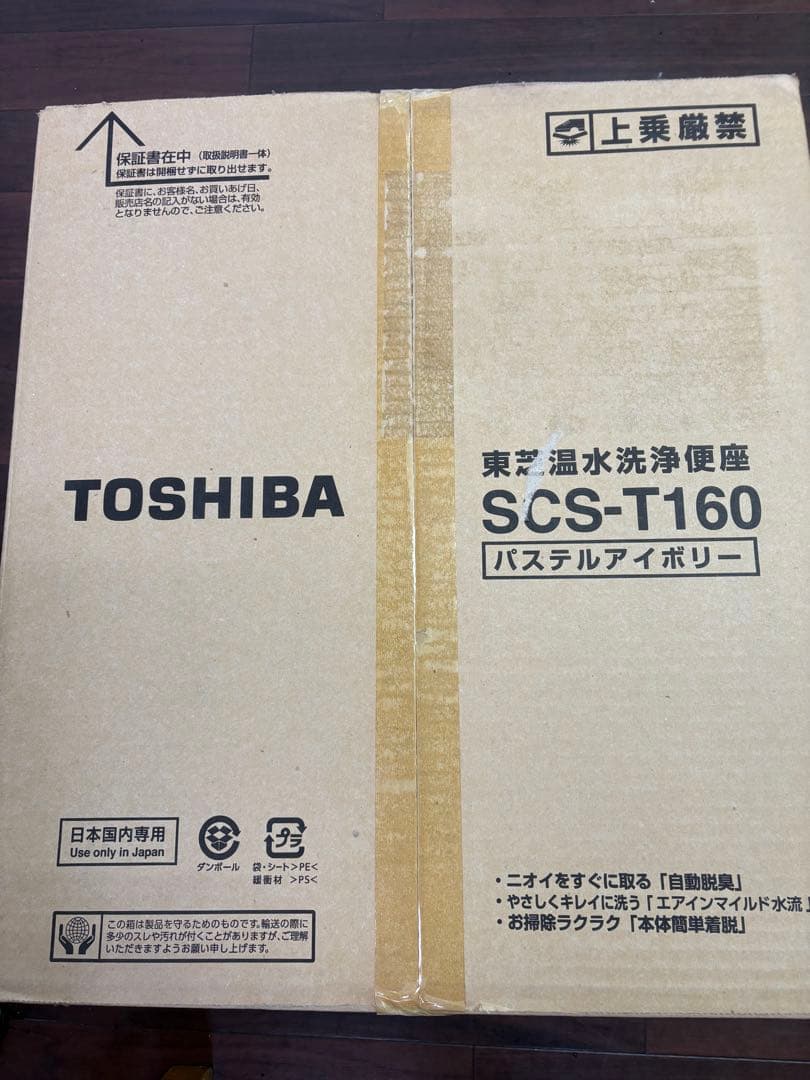 保証書在中（取扱説明書一体）
保証書は開梱せずに取り出せます。
保証書に、お客様名、お買いあげ日、
販売店名の記入がない場合は、有効
となりませんので、ご注意ください。
上乗厳禁
TOSHIBA
東芝温水洗浄便座
SCS-T160
パステルアイボリー
日本国内専用
Use only in Japan
ダンボール
プラ
袋・シート>PE<
緩衝材 >PS<
この箱は製品を守るためのものです。輸送の際に
多少のスレや汚れが付くことがありますが、ご理解
いただきますようお願い申し上げます。
・ニオイをすぐに取る「自動脱臭」
・やさしくキレイに洗う「エアインマイルド水流」
・お掃除ラクラク「本体簡単着脱」